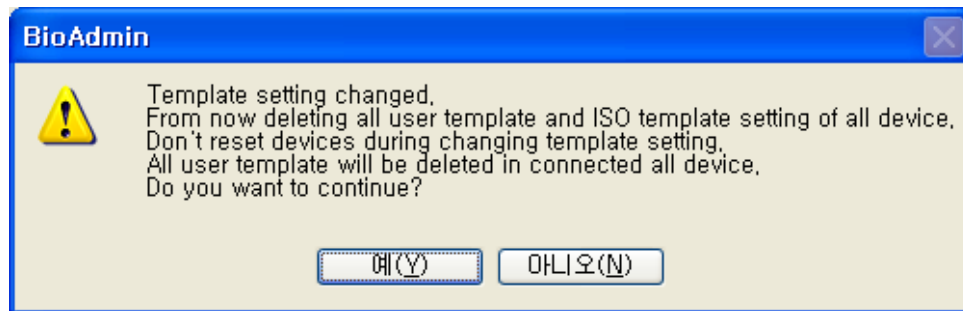 BioAdmin
Template setting changed,
From now deleting all user template and ISO template setting of all device,
Don't reset devices during changing template setting,
All user template will be deleted in connected all device,
Do you want to continue?
예(Y)
아니오(N)